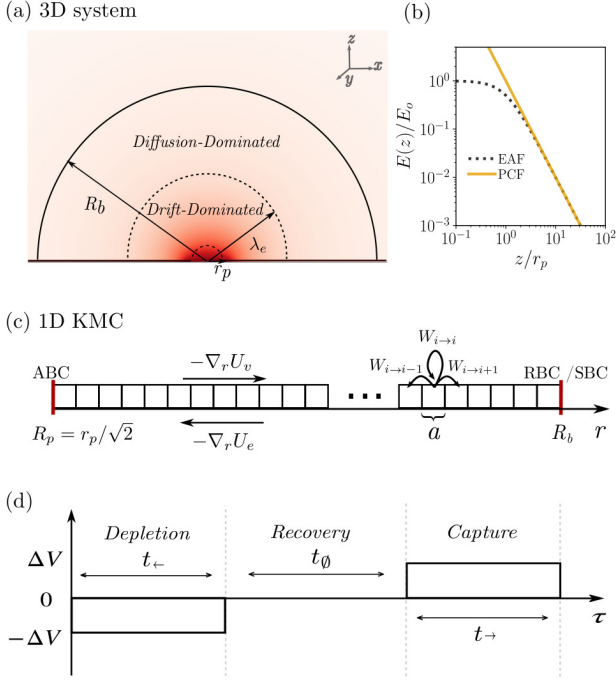 (a) 3D system
z
x
y
Diffusion-Dominated
R_b
Drift-Dominated
λ_e
r_p
(b)
E(z)/E_o
10^0
10^{-1}
10^{-2}
10^{-3}
EAF
PCF
10^{-1} 10^0 10^1 10^2
z/r_p
(c) 1D KMC
W_{i→i}
W_{i→i−1} W_{i→i+1}
ABC −∇_r U_v RBC /SBC
R_p = r_p/√2 −∇_r U_e a R_b r
(d)
Depletion Recovery Capture
t_← t_∅
ΔV
0
τ
−ΔV
t_→